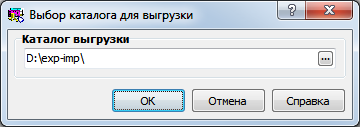 Выбор каталога для выгрузки
Каталог выгрузки
D:\exp-imp\
...
OK Отмена Справка